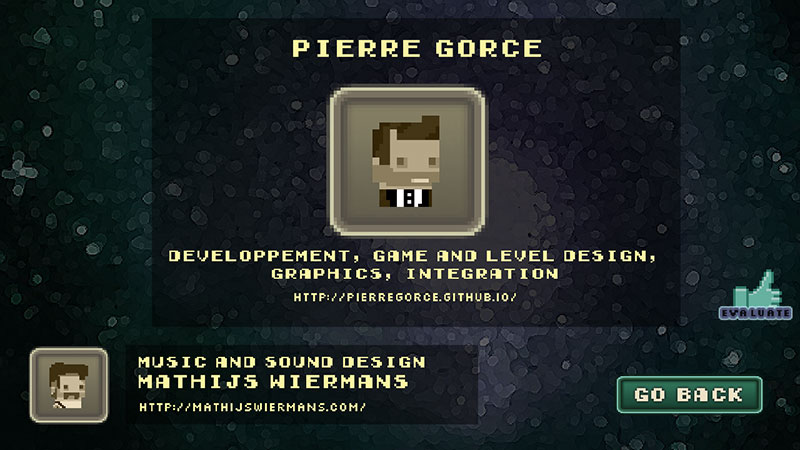 PIERRE GORCE
DEVELOPPEMENT, GAME AND LEVEL DESIGN,
GRAPHICS, INTEGRATION
HTTP://PIERREGORCE.GITHUB.IO/
EVALUATE
MUSIC AND SOUND DESIGN
MATHIJS WIERMANS
HTTP://MATHIJSWIERMANS.COM/
GO BACK